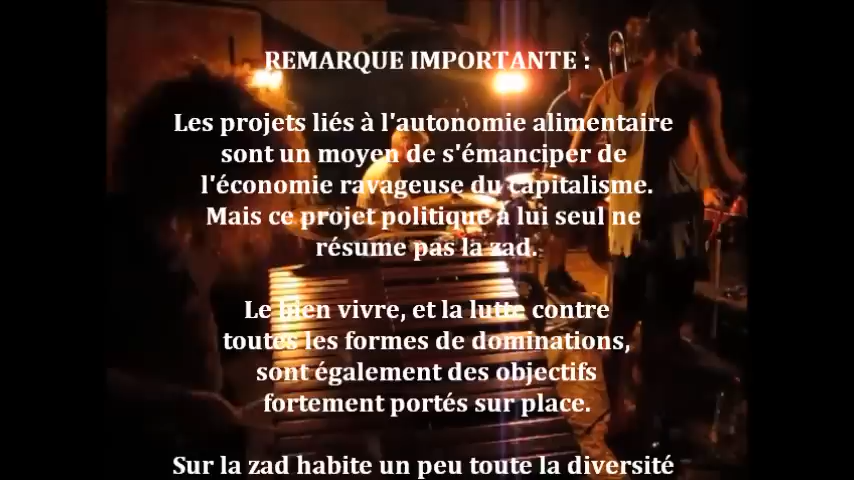 REMARQUE IMPORTANTE :
Les projets liés à l'autonomie alimentaire
sont un moyen de s'émanciper de
l'économie ravageuse du capitalisme.
Mais ce projet politique à lui seul ne
résume pas la zad.
Le bien vivre, et la lutte contre
toutes les formes de dominations,
sont également des objectifs
fortement portés sur place.
Sur la zad habite un peu toute la diversité